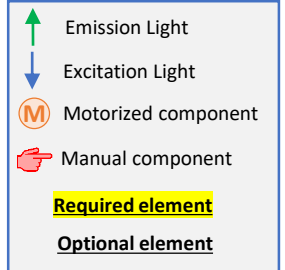 Emission Light
Excitation Light
M Motorized component
Manual component
Required element
Optional element